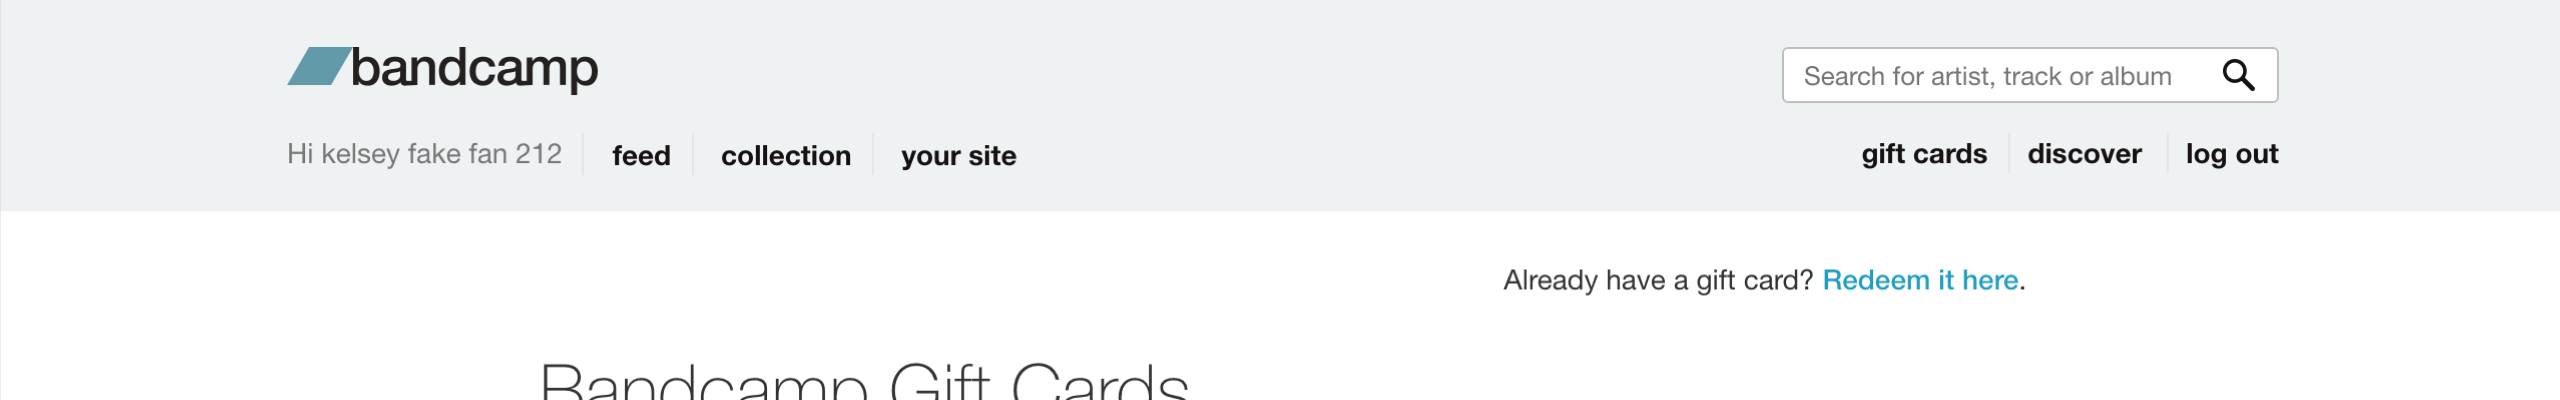 bandcamp
Search for artist, track or album
Hi kelsey fake fan 212 feed collection your site
gift cards discover log out
Already have a gift card? Redeem it here.
Bandcamp Gift Cards